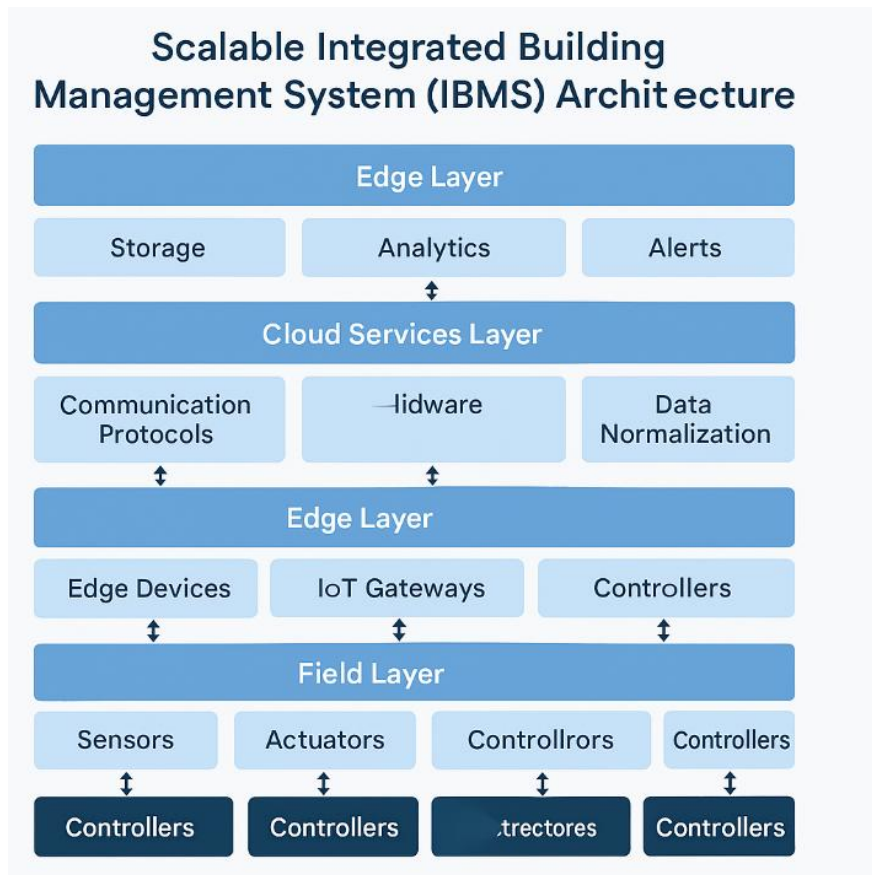 Scalable Integrated Building
Management System (IBMS) Architecture
Edge Layer
Storage
Analytics
Alerts
Cloud Services Layer
Communication
Protocols
Data
Normalization
Edge Layer
Edge Devices
IoT Gateways
Controllers
Field Layer
Sensors
Actuators
Controllrors
Controllers
Controllers
Controllers
Controllers